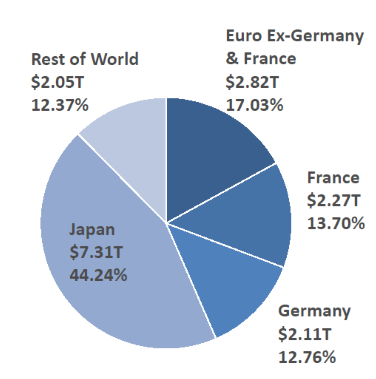 Euro Ex-Germany
& France
$2.82T
17.03%
France
$2.27T
13.70%
Germany
$2.11T
12.76%
Japan
$7.31T
44.24%
Rest of World
$2.05T
12.37%